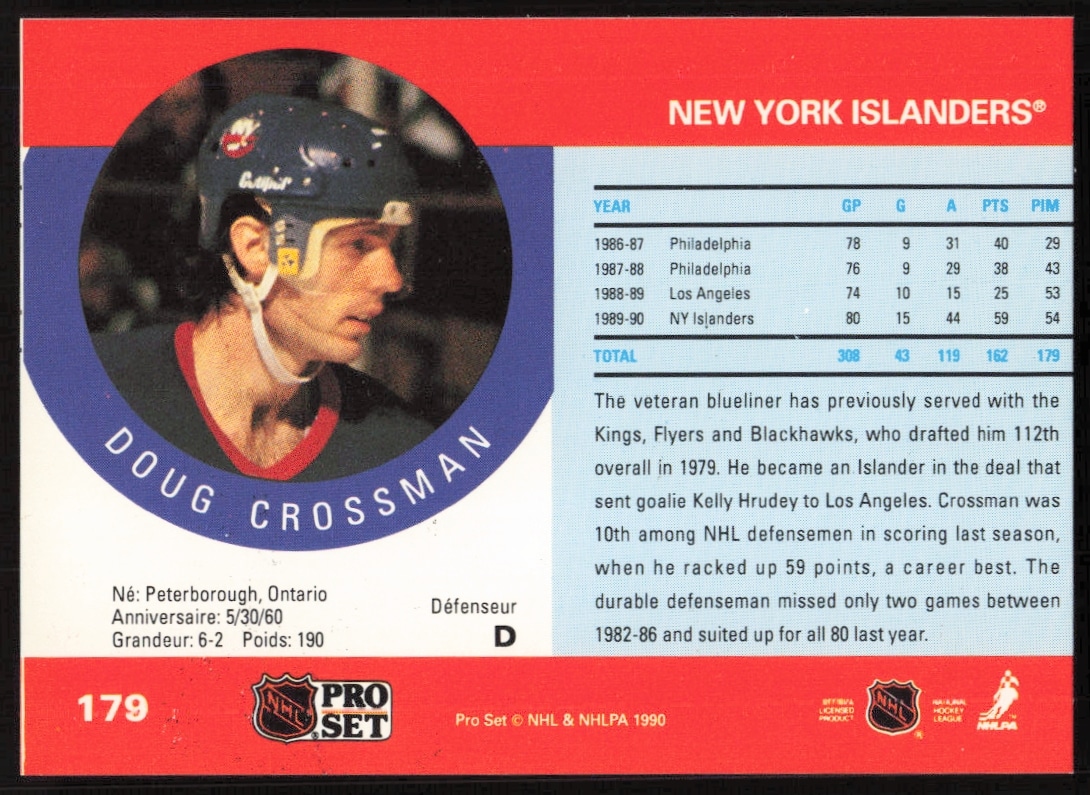 NEW YORK ISLANDERS®
NY
DOUG CROSSMAN
YEAR GP G A PTS PIM
1986-87 Philadelphia 78 9 31 40 29
1987-88 Philadelphia 76 9 29 38 43
1988-89 Los Angeles 74 10 15 25 53
1989-90 NY Islanders 80 15 44 59 54
TOTAL 308 43 119 162 179
The veteran blueliner has previously served with the
Kings, Flyers and Blackhawks, who drafted him 112th
overall in 1979. He became an Islander in the deal that
sent goalie Kelly Hrudey to Los Angeles. Crossman was
10th among NHL defensemen in scoring last season,
when he racked up 59 points, a career best. The
durable defenseman missed only two games between
1982-86 and suited up for all 80 last year.
Né: Peterborough, Ontario
Anniversaire: 5/30/60
Grandeur: 6-2 Poids: 190
Défenseur
D
179
NHL
®
PRO
SET
Pro Set © NHL & NHLPA 1990
OFFICIAL
LICENSED
PRODUCT
NHL
®
NATIONAL
HOCKEY
LEAGUE
NHLPA
™